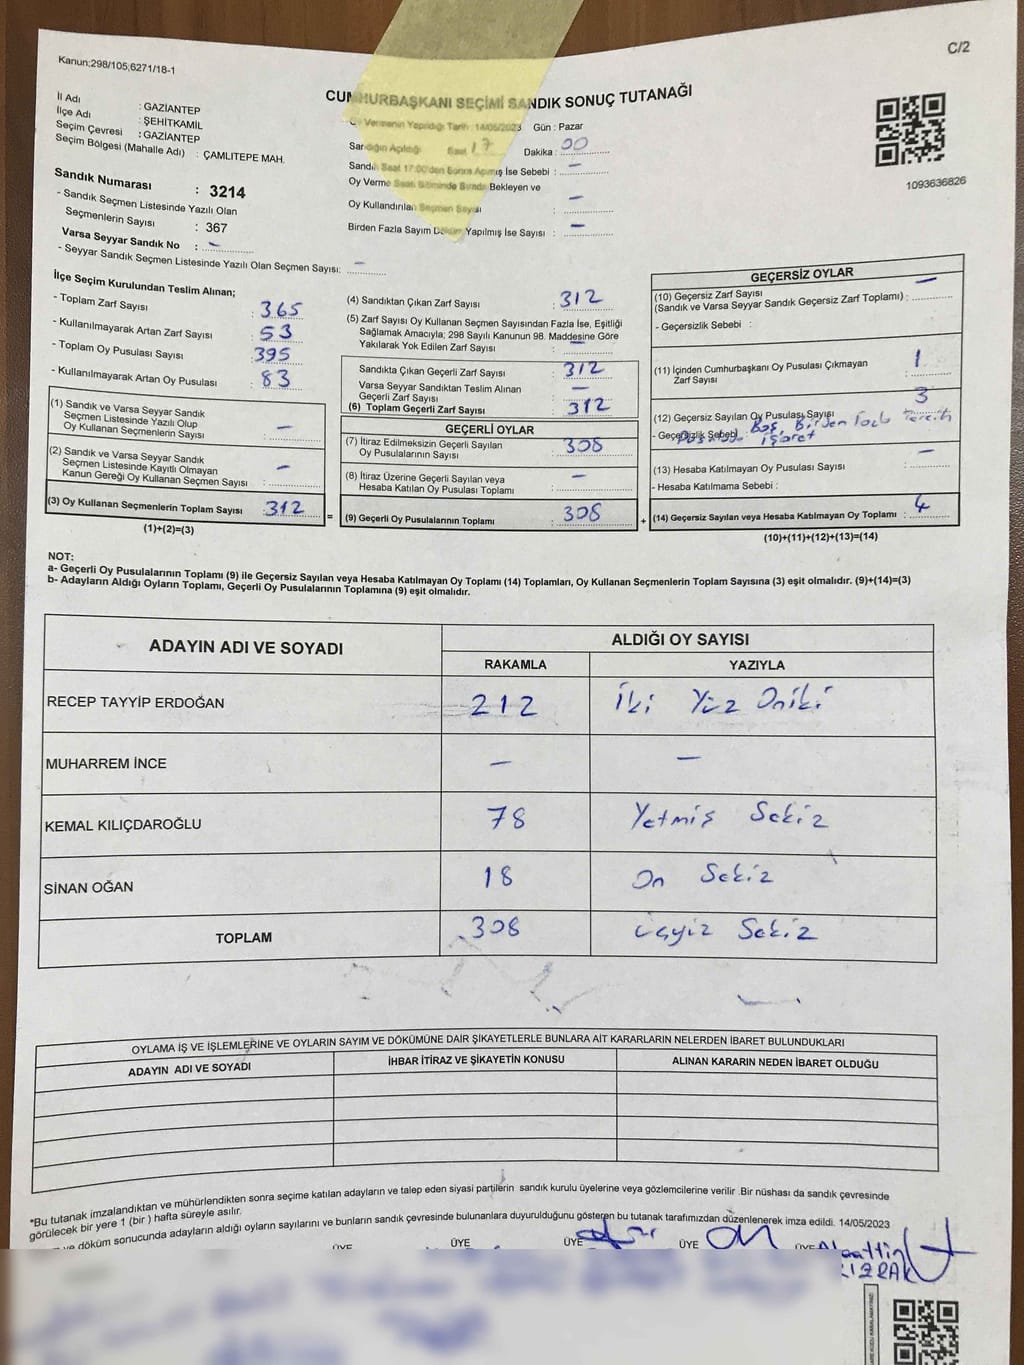 C/2
Kanun;298/105;6271/18-1
CUMHURBAŞKANI SEÇİMİ SANDIK SONUÇ TUTANAĞI
İl Adı : GAZİANTEP
İlçe Adı : ŞEHİTKAMİL
Seçim Çevresi : GAZİANTEP
Seçim Bölgesi (Mahalle Adı) : ÇAMLITEPE MAH.
Sandık Numarası : 3214
- Sandık Seçmen Listesinde Yazılı Olan
Seçmenlerin Sayısı : 367
Varsa Seyyar Sandık No : -
- Seyyar Sandık Seçmen Listesinde Yazılı Olan Seçmen Sayısı: -
Oy Vermenin Yapıldığı Tarih : 14/05/2023 Gün : Pazar
Sandığın Açıldığı Saat 17 Dakika : 00
Sandık Saat 17:00'den Sonra Açımış İse Sebebi : -
Oy Verme Saati Bitiminde Sırada Bekleyen ve
Oy Kullandırılan Seçmen Sayısı : -
Birden Fazla Sayım Döküm Yapılmış İse Sayısı : -
1093636826
İlçe Seçim Kurulundan Teslim Alınan;
- Toplam Zarf Sayısı : 365
- Kullanılmayarak Artan Zarf Sayısı : 53
- Toplam Oy Pusulası Sayısı : 395
- Kullanılmayarak Artan Oy Pusulası : 83
(1) Sandık ve Varsa Seyyar Sandık
Seçmen Listesinde Yazılı Olup
Oy Kullanan Seçmenlerin Sayısı : -
(2) Sandık ve Varsa Seyyar Sandık
Seçmen Listesinde Kayıtlı Olmayan
Kanun Gereği Oy Kullanan Seçmen Sayısı : -
(3) Oy Kullanan Seçmenlerin Toplam Sayısı : 312
(1)+(2)=(3)
(4) Sandıktan Çıkan Zarf Sayısı : 312
(5) Zarf Sayısı Oy Kullanan Seçmen Sayısından Fazla İse, Eşitliği
Sağlamak Amacıyla; 298 Sayılı Kanunun 98. Maddesine Göre
Yakılarak Yok Edilen Zarf Sayısı : -
Sandıkta Çıkan Geçerli Zarf Sayısı : 312
Varsa Seyyar Sandıktan Teslim Alınan
Geçerli Zarf Sayısı : -
(6) Toplam Geçerli Zarf Sayısı : 312
GEÇERLİ OYLAR
(7) İtiraz Edilmeksizin Geçerli Sayılan
Oy Pusulalarının Sayısı : 308
(8) İtiraz Üzerine Geçerli Sayılan veya
Hesaba Katılan Oy Pusulası Toplamı : -
= (9) Geçerli Oy Pusulalarının Toplamı : 308
GEÇERSİZ OYLAR
(10) Geçersiz Zarf Sayısı
(Sandık ve Varsa Seyyar Sandık Geçersiz Zarf Toplamı) : -
- Geçersizlik Sebebi :
(11) İçinden Cumhurbaşkanı Oy Pusulası Çıkmayan
Zarf Sayısı : 1
(12) Geçersiz Sayılan Oy Pusulası Sayısı : 3
- Geçersizlik Sebebi : Boş, Birden fazla tercih
işaret
(13) Hesaba Katılmayan Oy Pusulası Sayısı : -
- Hesaba Katılmama Sebebi :
+ (14) Geçersiz Sayılan veya Hesaba Katılmayan Oy Toplamı : 4
(10)+(11)+(12)+(13)=(14)
NOT:
a- Geçerli Oy Pusulalarının Toplamı (9) ile Geçersiz Sayılan veya Hesaba Katılmayan Oy Toplamı (14) Toplamları, Oy Kullanan Seçmenlerin Toplam Sayısına (3) eşit olmalıdır. (9)+(14)=(3)
b- Adayların Aldığı Oyların Toplamı, Geçerli Oy Pusulalarının Toplamına (9) eşit olmalıdır.
ADAYIN ADI VE SOYADI ALDIĞI OY SAYISI
RAKAMLA YAZIYLA
RECEP TAYYİP ERDOĞAN 212 İki Yüz Oniki
MUHARREM İNCE - -
KEMAL KILIÇDAROĞLU 78 Yetmiş Sekiz
SİNAN OĞAN 18 On Sekiz
TOPLAM 308 üçyüz Sekiz
OYLAMA İŞ VE İŞLEMLERİNE VE OYLARIN SAYIM VE DÖKÜMÜNE DAİR ŞİKAYETLERLE BUNLARA AİT KARARLARIN NELERDEN İBARET BULUNDUKLARI
ADAYIN ADI VE SOYADI İHBAR İTİRAZ VE ŞİKAYETİN KONUSU ALINAN KARARIN NEDEN İBARET OLDUĞU
*Bu tutanak imzalandıktan ve mühürlendikten sonra seçime katılan adayların ve talep eden siyasi partilerin sandık kurulu üyelerine veya gözlemcilerine verilir .Bir nüshası da sandık çevresinde
görülecek bir yere 1 (bir ) hafta süreyle asılır.
ve döküm sonucunda adayların aldığı oyların sayılarını ve bunların sandık çevresinde bulunanlara duyurulduğunu gösteren bu tutanak tarafımızdan düzenlenerek imza edildi. 14/05/2023
ÜYE ÜYE ÜYE ÜYE ÜYE Alaattin